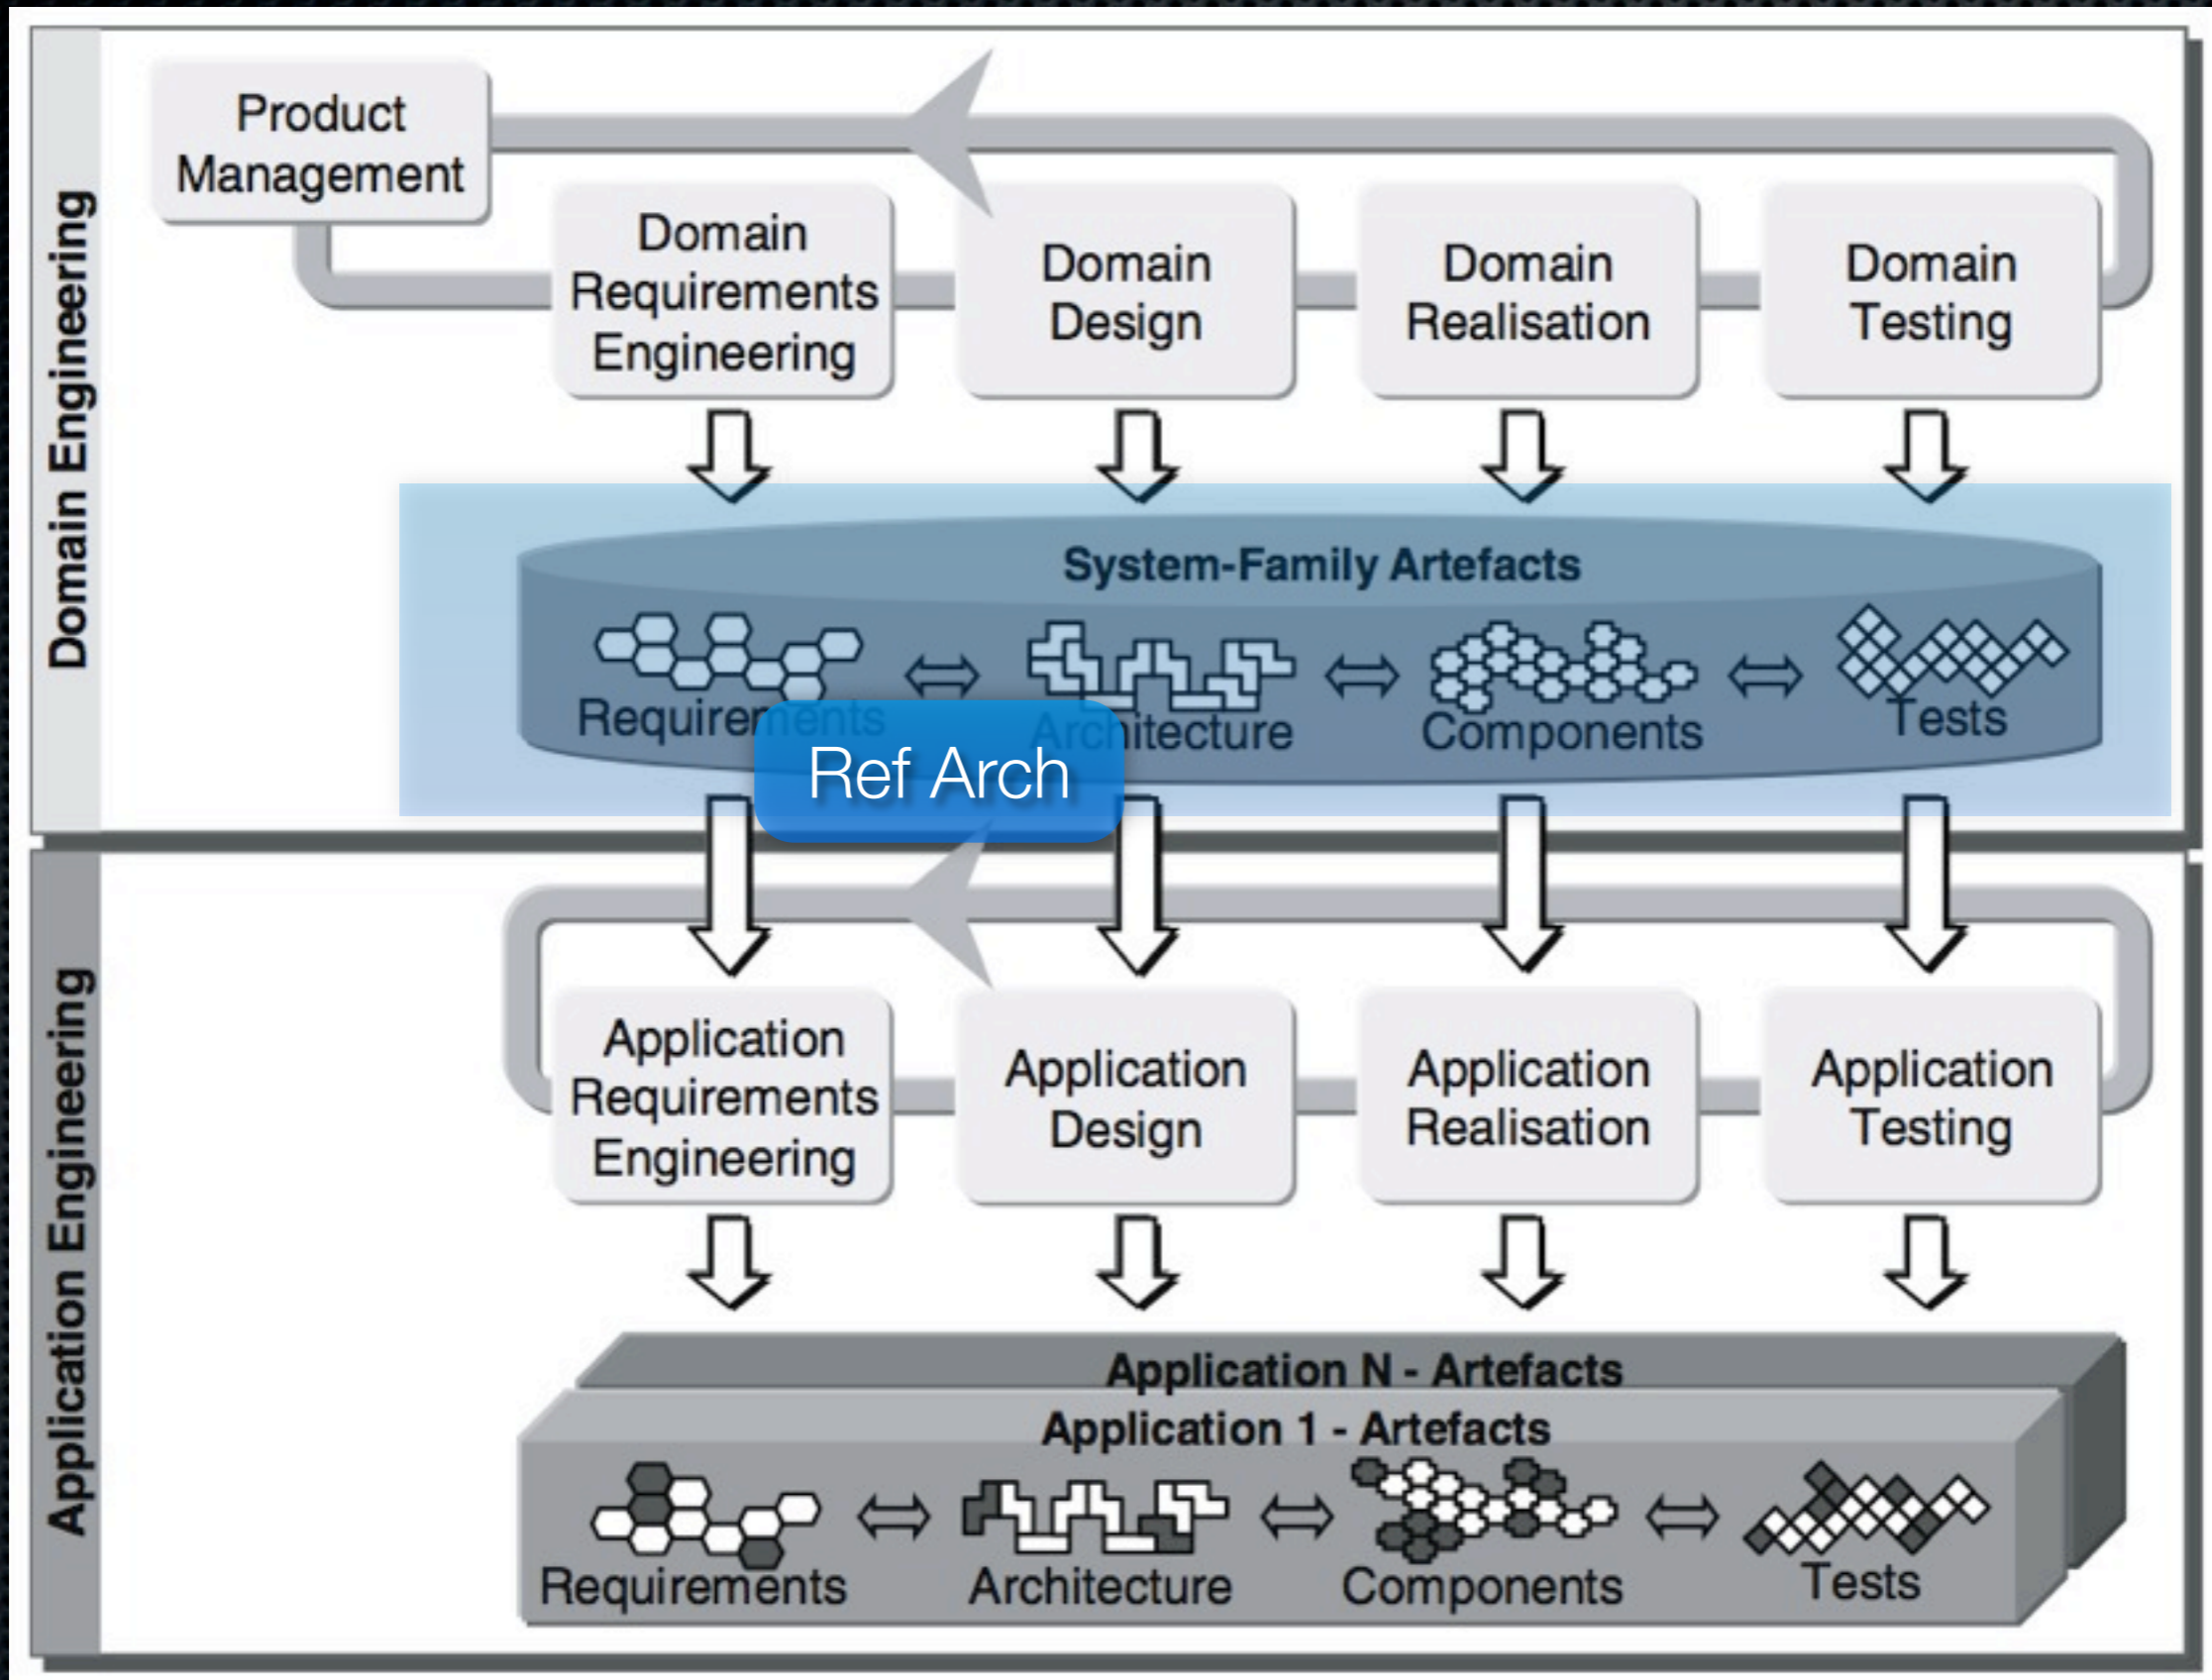 Domain Engineering
Product
Management
Domain
Requirements
Engineering
Domain
Design
Domain
Realisation
Domain
Testing
System-Family Artefacts
Requirements
Architecture
Components
Tests
Ref Arch
Application Engineering
Application
Requirements
Engineering
Application
Design
Application
Realisation
Application
Testing
Application N - Artefacts
Application 1 - Artefacts
Requirements
Architecture
Components
Tests